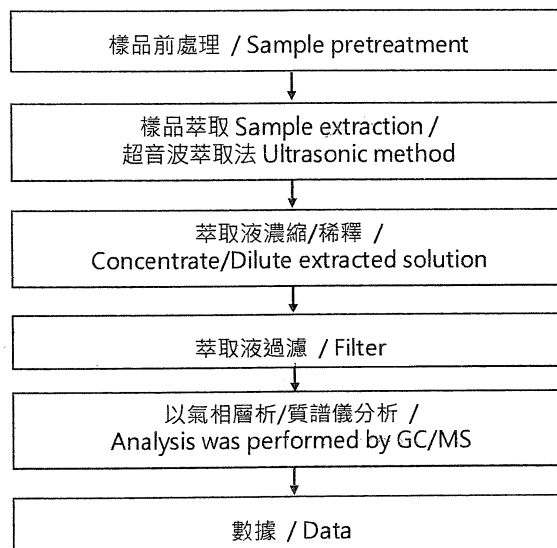 樣品前處理 / Sample pretreatment
樣品萃取 Sample extraction /
超音波萃取法 Ultrasonic method
萃取液濃縮/稀釋 /
Concentrate/Dilute extracted solution
萃取液過濾 / Filter
以氣相層析/質譜儀分析 /
Analysis was performed by GC/MS
數據 / Data